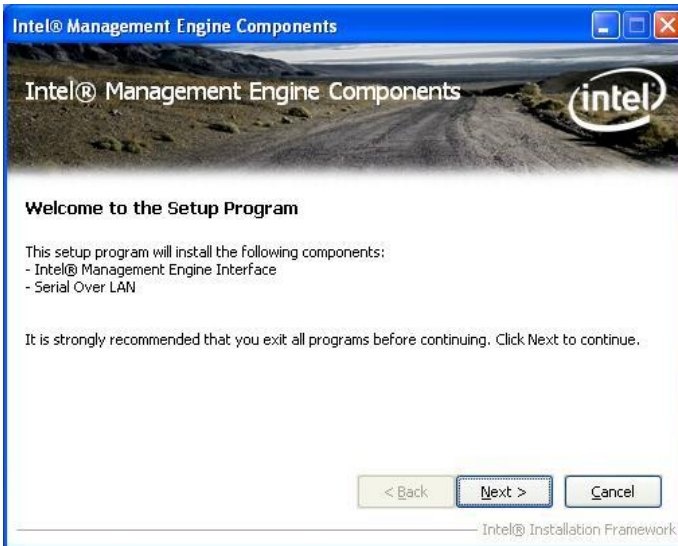 Intel® Management Engine Components
Intel® Management Engine Components
intel
Welcome to the Setup Program
This setup program will install the following components:
- Intel® Management Engine Interface
- Serial Over LAN
It is strongly recommended that you exit all programs before continuing. Click Next to continue.
< Back Next > Cancel
Intel® Installation Framework